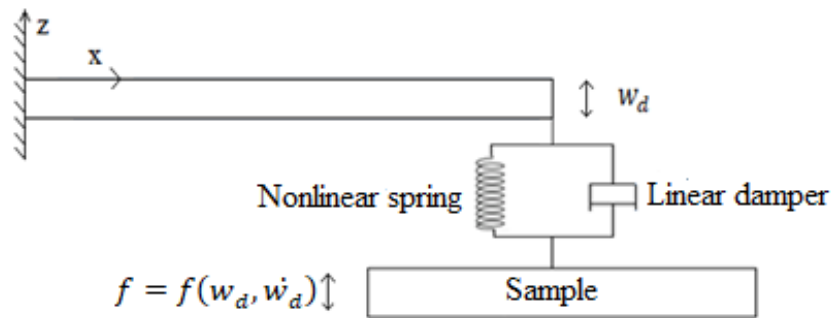 z
x
w_d
Nonlinear spring
Linear damper
f = f(w_d, ẇ_d)
Sample